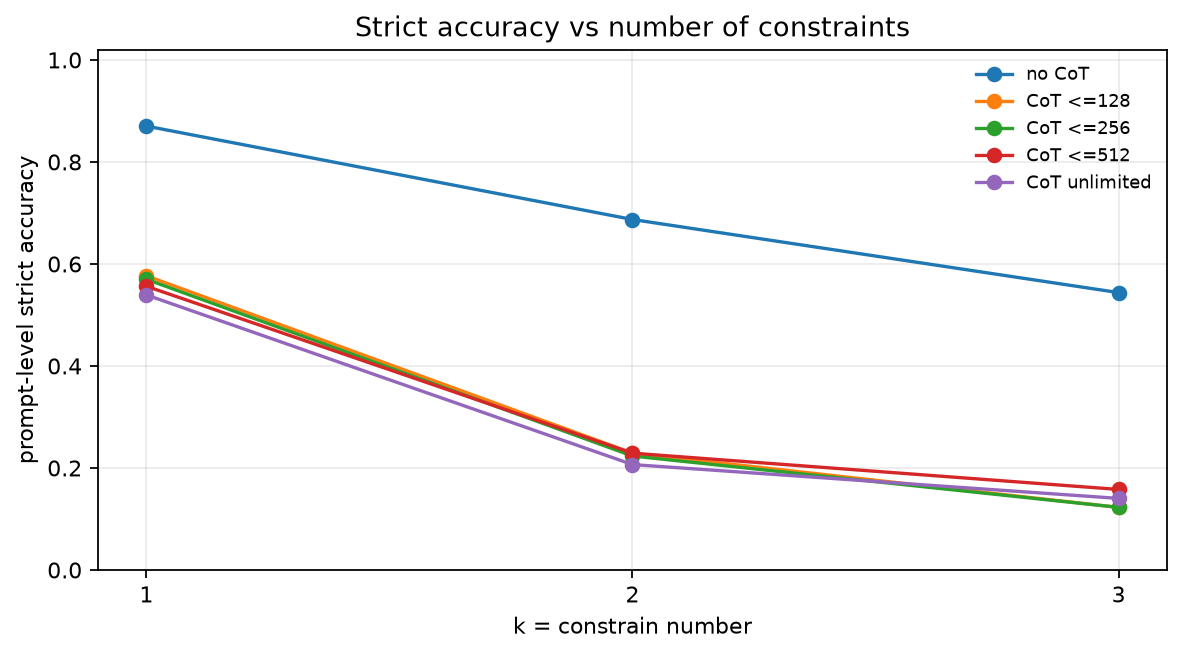 Strict accuracy vs number of constraints
prompt-level strict accuracy
1.0
0.8
0.6
0.4
0.2
0.0
no CoT
CoT <=128
CoT <=256
CoT <=512
CoT unlimited
1
2
3
k = constrain number